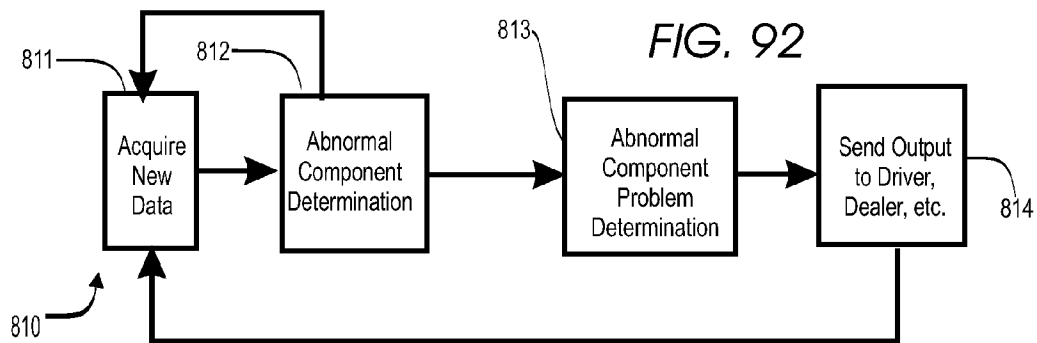 FIG. 92
811
812
813
Acquire
New
Data
Abnormal
Component
Determination
Abnormal
Component
Problem
Determination
Send Output
to Driver,
Dealer, etc.
814
810